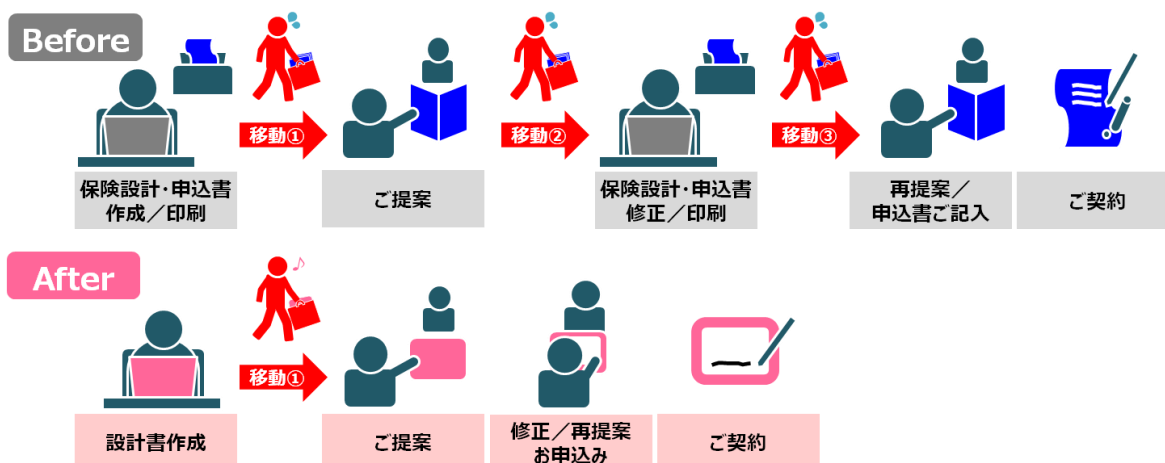 Before
移動①
移動②
移動③
保険設計・申込書
作成／印刷
ご提案
保険設計・申込書
修正／印刷
再提案／
申込書ご記入
ご契約
After
移動①
設計書作成
ご提案
修正／再提案
お申込み
ご契約